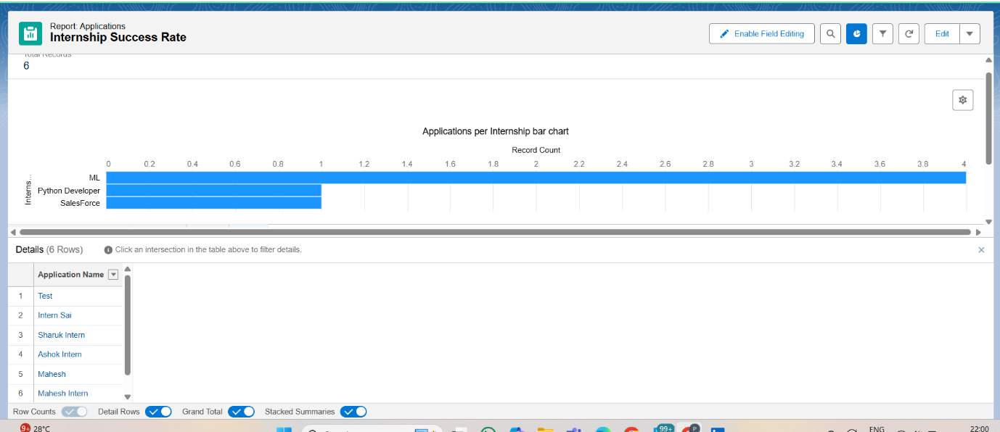 Report: Applications
Internship Success Rate
Enable Field Editing
Edit
Total Records
6
Applications per Internship bar chart
Record Count
0 0.2 0.4 0.6 0.8 1 1.2 1.4 1.6 1.8 2 2.2 2.4 2.6 2.8 3 3.2 3.4 3.6 3.8 4
Interns...
ML
Python Developer
SalesForce
Details (6 Rows) Click an intersection in the table above to filter details.
Application Name
1 Test
2 Intern Sai
3 Sharuk Intern
4 Ashok Intern
5 Mahesh
6 Mahesh Intern
Row Counts Detail Rows Grand Total Stacked Summaries
9+ 28°C 99+ P ENG 22:00